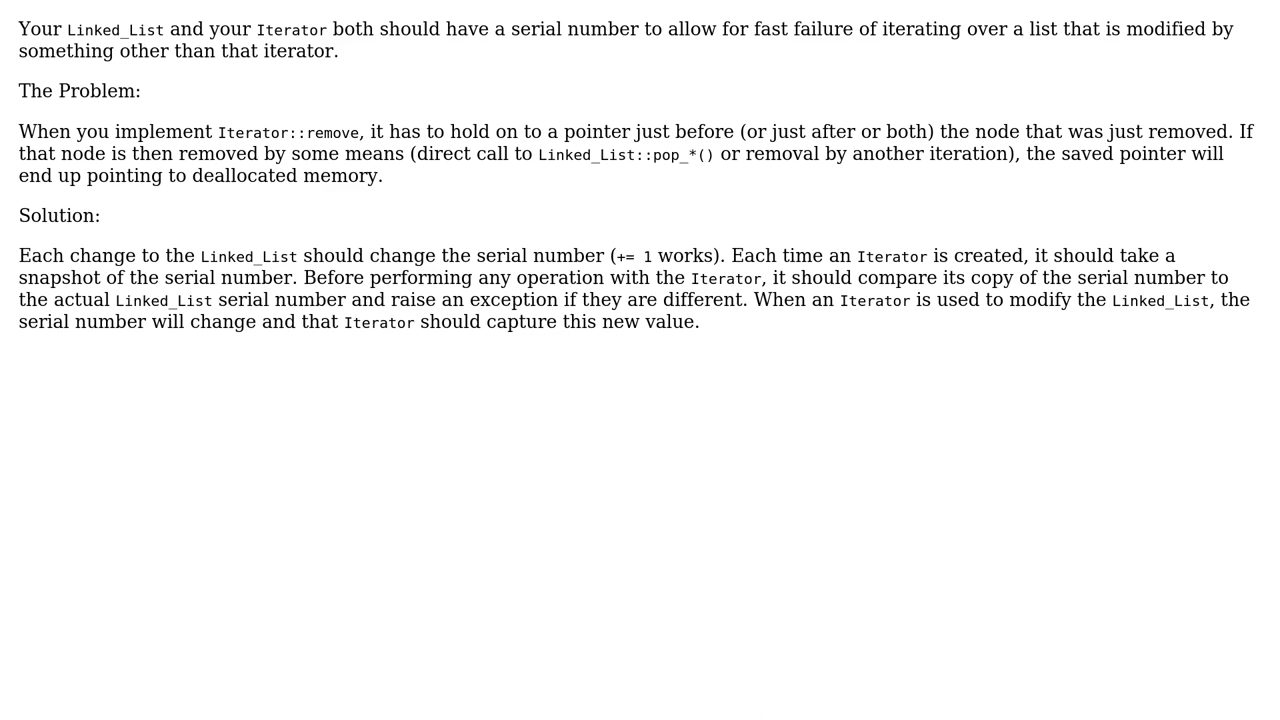 Your Linked_List and your Iterator both should have a serial number to allow for fast failure of iterating over a list that is modified by
something other than that iterator.
The Problem:
When you implement Iterator::remove, it has to hold on to a pointer just before (or just after or both) the node that was just removed. If
that node is then removed by some means (direct call to Linked_List::pop_*() or removal by another iteration), the saved pointer will
end up pointing to deallocated memory.
Solution:
Each change to the Linked_List should change the serial number (+= 1 works). Each time an Iterator is created, it should take a
snapshot of the serial number. Before performing any operation with the Iterator, it should compare its copy of the serial number to
the actual Linked_List serial number and raise an exception if they are different. When an Iterator is used to modify the Linked_List, the
serial number will change and that Iterator should capture this new value.